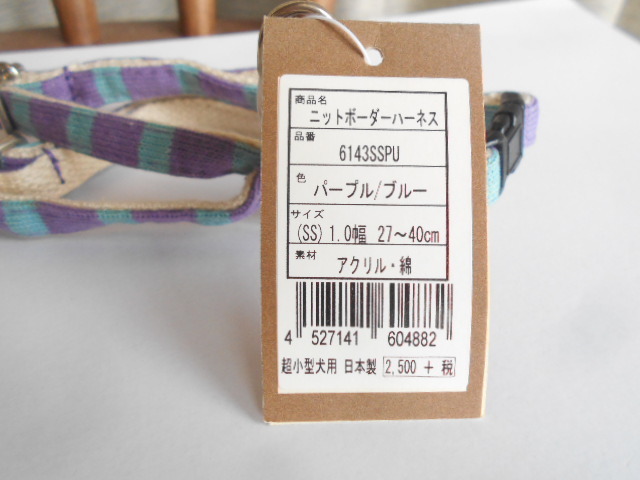 商品名
ニットボーダーハーネス
品番
6143SSPU
色
パープル/ブルー
サイズ
(SS) 1.0幅 27～40cm
素材
アクリル・綿
4 527141 604882
超小型犬用 日本製 2,500 + 税